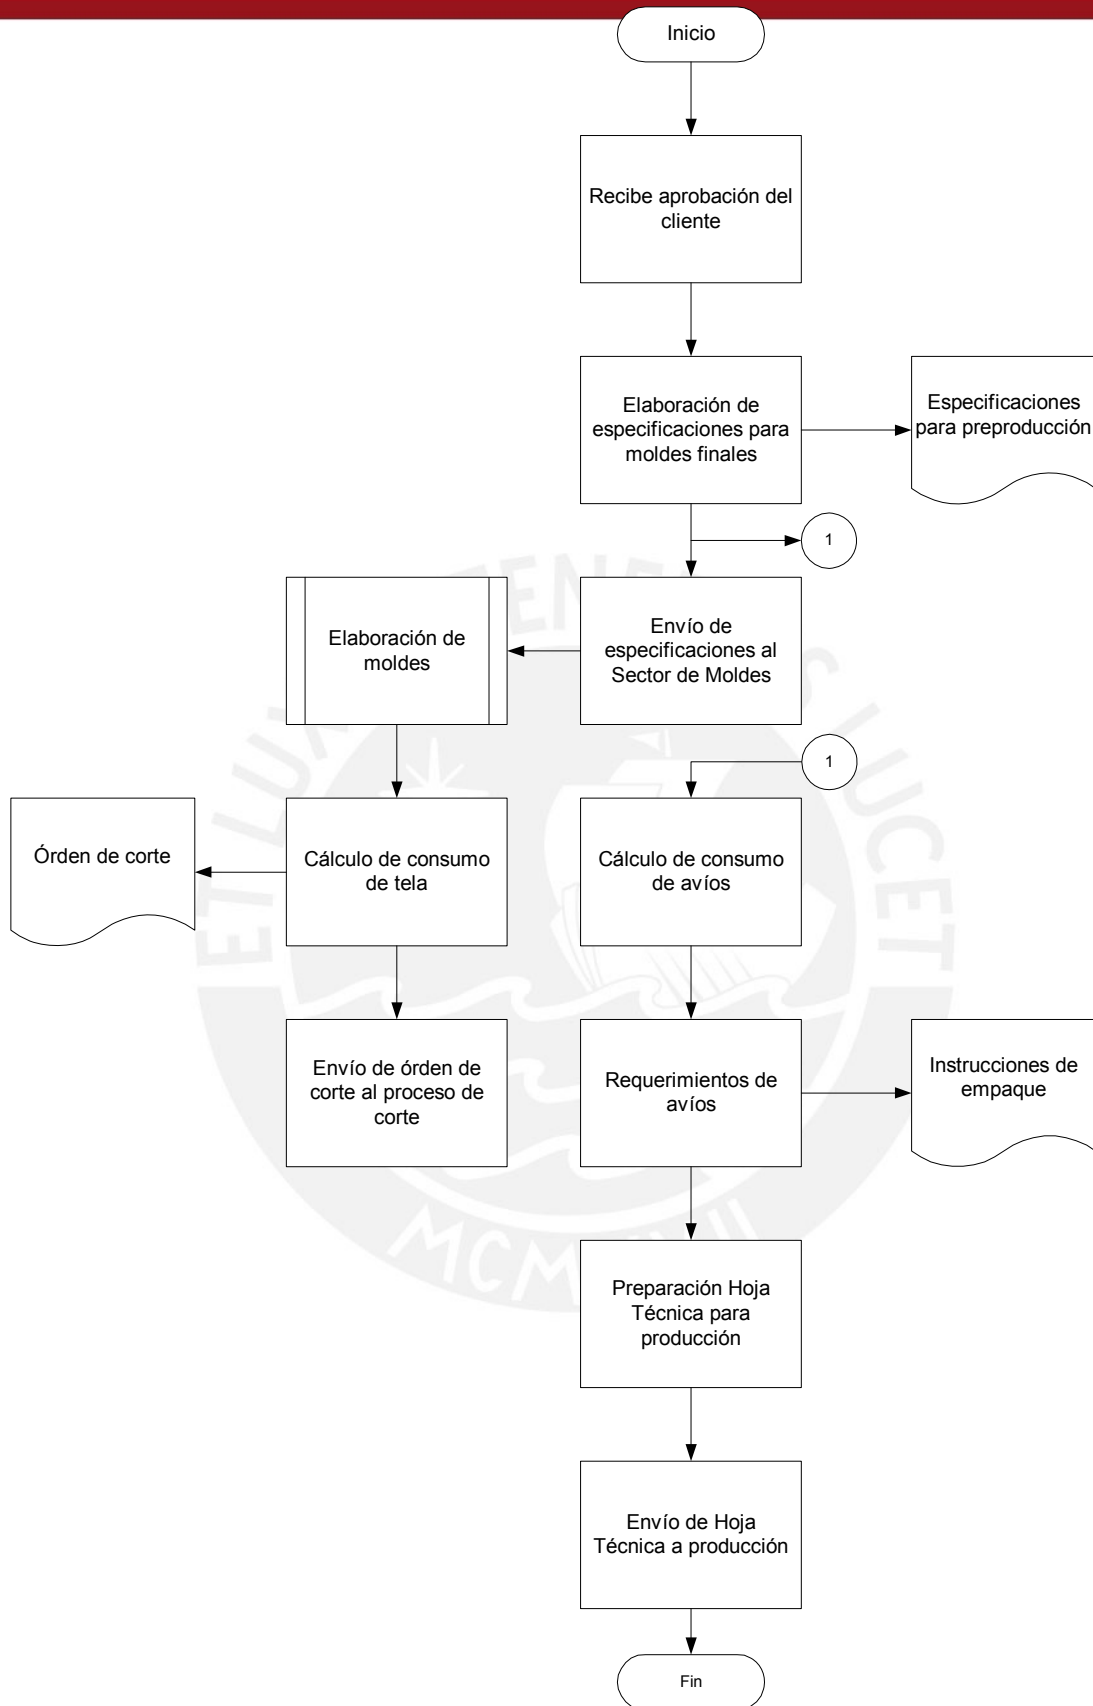 Inicio
Recibe aprobación del
cliente
Elaboración de
especificaciones para
moldes finales
Especificaciones
para preproducción
1
Elaboración de
moldes
Envío de
especificaciones al
Sector de Moldes
1
Órden de corte
Cálculo de consumo
de tela
Cálculo de consumo
de avíos
Envío de órden de
corte al proceso de
corte
Requerimientos de
avíos
Instrucciones de
empaque
Preparación Hoja
Técnica para
producción
Envío de Hoja
Técnica a producción
Fin